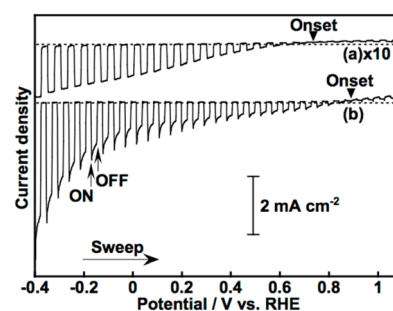 Onset
(a)x10
Onset
(b)
Current density
ON
OFF
2 mA cm-2
Sweep
-0.4 -0.2 0 0.2 0.4 0.6 0.8 1
Potential / V vs. RHE